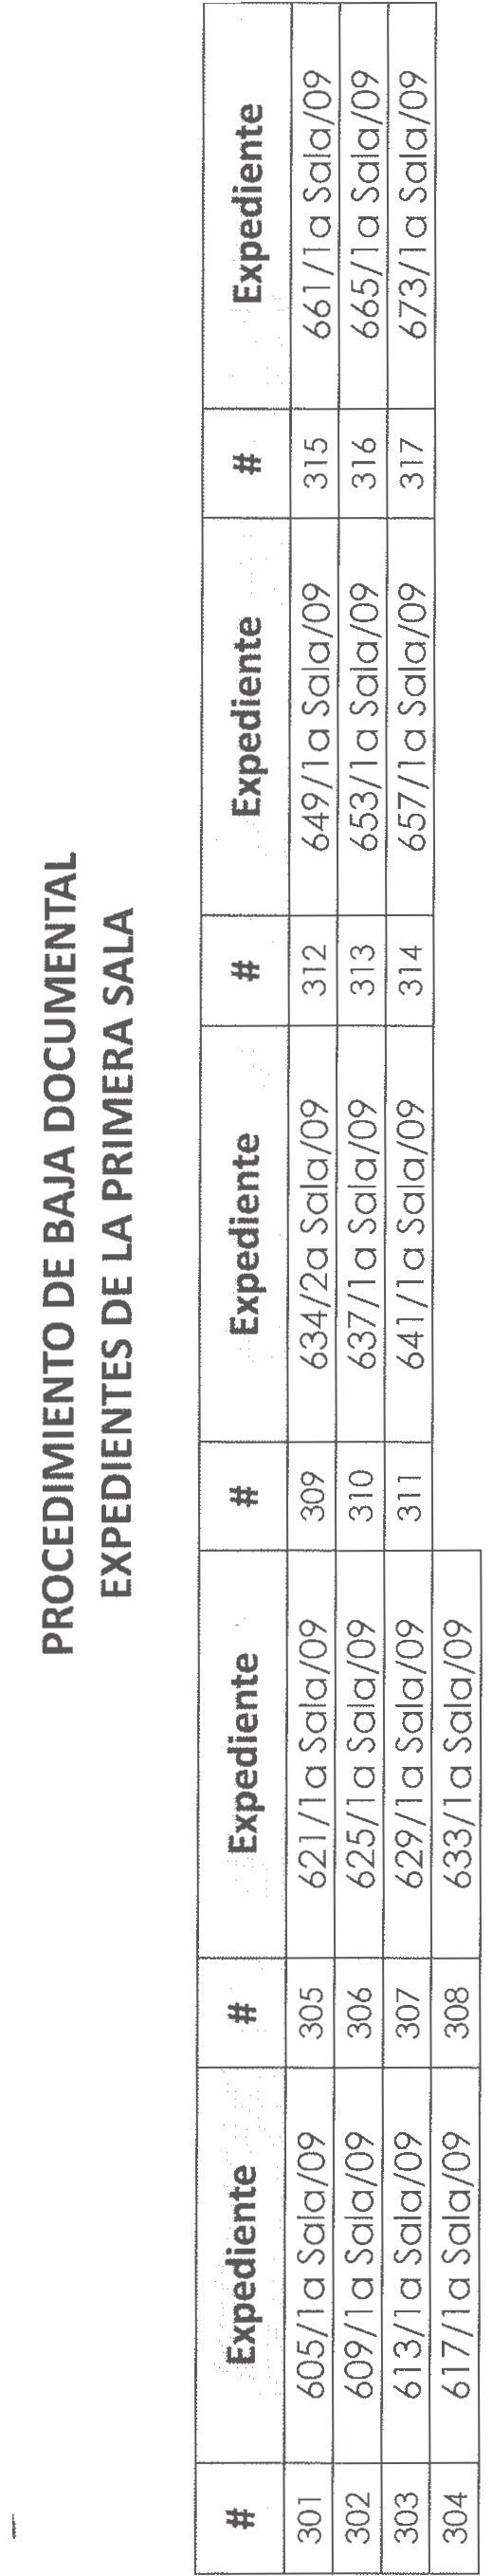 PROCEDIMIENTO DE BAJA DOCUMENTAL
EXPEDIENTES DE LA PRIMERA SALA
# Expediente # Expediente # Expediente # Expediente # Expediente
301 605/1a Sala/09 305 621/1a Sala/09 309 634/2a Sala/09 312 649/1a Sala/09 315 661/1a Sala/09
302 609/1a Sala/09 306 625/1a Sala/09 310 637/1a Sala/09 313 653/1a Sala/09 316 665/1a Sala/09
303 613/1a Sala/09 307 629/1a Sala/09 311 641/1a Sala/09 314 657/1a Sala/09 317 673/1a Sala/09
304 617/1a Sala/09 308 633/1a Sala/09